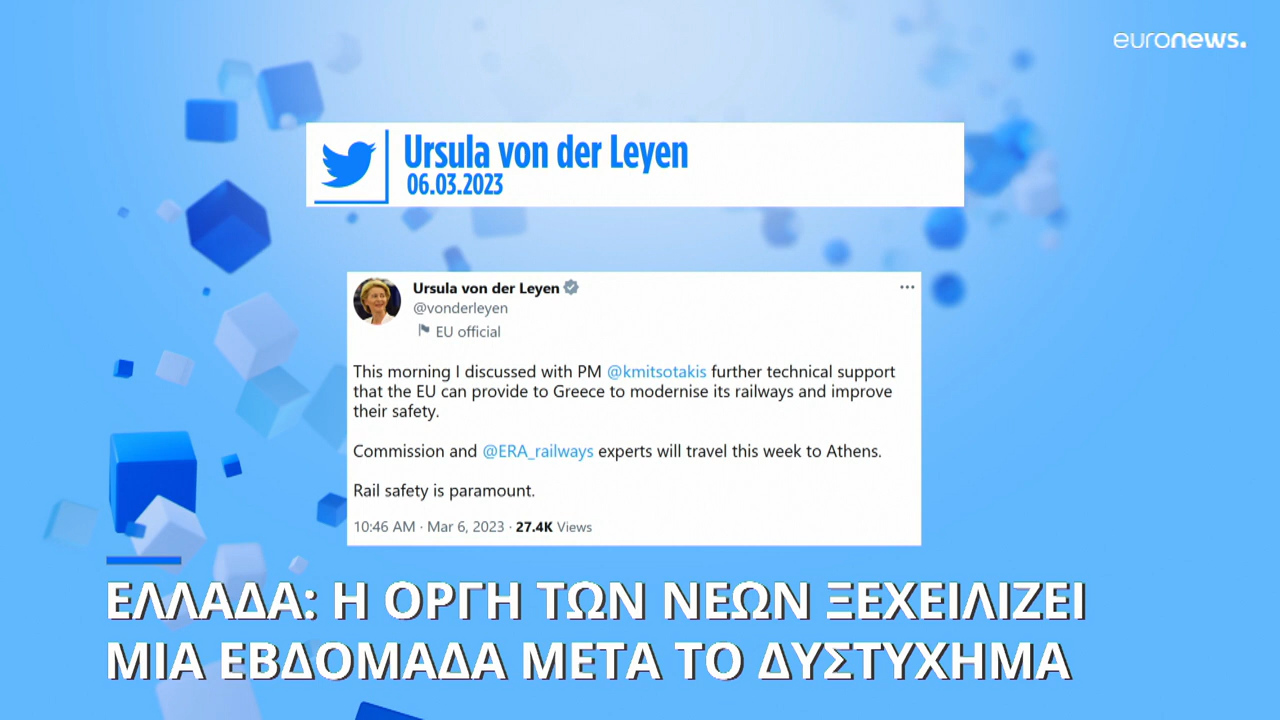 euronews.
Ursula von der Leyen
06.03.2023
Ursula von der Leyen
@vonderleyen
EU official
This morning I discussed with PM @kmitsotakis further technical support
that the EU can provide to Greece to modernise its railways and improve
their safety.
Commission and @ERA_railways experts will travel this week to Athens.
Rail safety is paramount.
10:46 AM · Mar 6, 2023 · 27.4K Views
ΕΛΛΑΔΑ: Η ΟΡΓΗ ΤΩΝ ΝΕΩΝ ΞΕΧΕΙΛΙΖΕΙ
ΜΙΑ ΕΒΔΟΜΑΔΑ ΜΕΤΑ ΤΟ ΔΥΣΤΥΧΗΜΑ